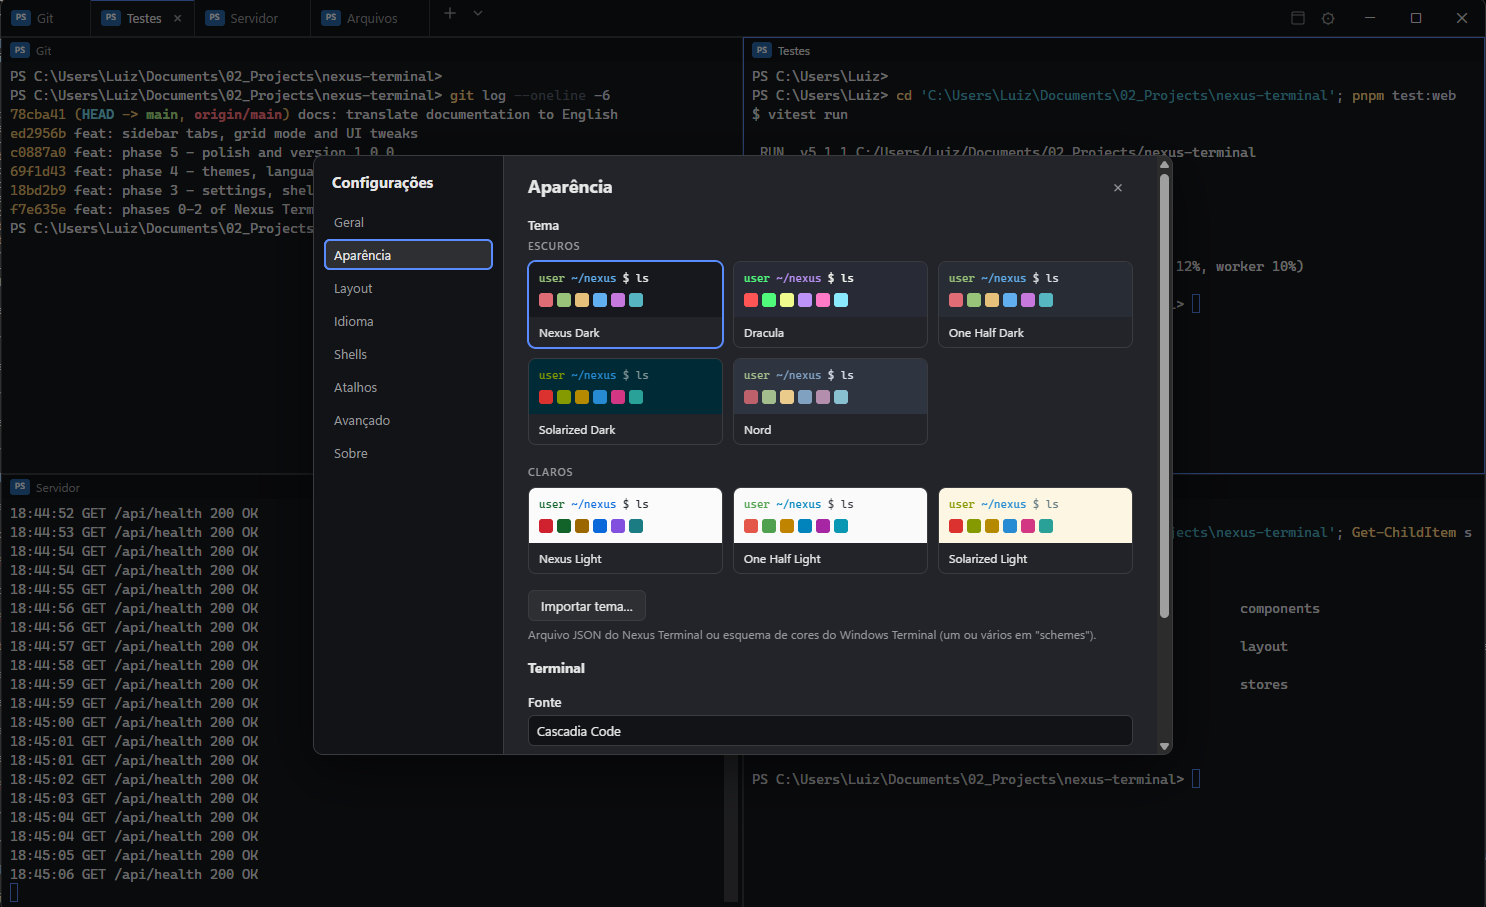 PS Git
PS Testes ×
PS Servidor
PS Arquivos
PS Git
PS C:\Users\Luiz\Documents\02_Projects\nexus-terminal>
PS C:\Users\Luiz\Documents\02_Projects\nexus-terminal> git log --oneline -6
78cba41 (HEAD -> main, origin/main) docs: translate documentation to English
ed2956b feat: sidebar tabs, grid mode and UI tweaks
c0887a0 feat: phase 5 - polish and version 1.0.0
69f1d43 feat: phase 4 - themes, langua
18bd2b9 feat: phase 3 - settings, shel
f7e635e feat: phases 0-2 of Nexus Term
PS C:\Users\Luiz\Documents\02_Projects
PS Testes
PS C:\Users\Luiz>
PS C:\Users\Luiz> cd 'C:\Users\Luiz\Documents\02_Projects\nexus-terminal'; pnpm test:web
$ vitest run
RUN v5.1.1 C:/Users/Luiz/Documents/02_Projects/nexus-terminal
12%, worker 10%)
>
Configurações
Geral
Aparência
Layout
Idioma
Shells
Atalhos
Avançado
Sobre
Aparência
×
Tema
ESCUROS
user ~/nexus $ ls
Nexus Dark
user ~/nexus $ ls
Dracula
user ~/nexus $ ls
One Half Dark
user ~/nexus $ ls
Solarized Dark
user ~/nexus $ ls
Nord
CLAROS
user ~/nexus $ ls
Nexus Light
user ~/nexus $ ls
One Half Light
user ~/nexus $ ls
Solarized Light
Importar tema...
Arquivo JSON do Nexus Terminal ou esquema de cores do Windows Terminal (um ou vários em "schemes").
Terminal
Fonte
Cascadia Code
PS Servidor
18:44:52 GET /api/health 200 OK
18:44:53 GET /api/health 200 OK
18:44:54 GET /api/health 200 OK
18:44:54 GET /api/health 200 OK
18:44:55 GET /api/health 200 OK
18:44:56 GET /api/health 200 OK
18:44:56 GET /api/health 200 OK
18:44:57 GET /api/health 200 OK
18:44:58 GET /api/health 200 OK
18:44:59 GET /api/health 200 OK
18:44:59 GET /api/health 200 OK
18:45:00 GET /api/health 200 OK
18:45:01 GET /api/health 200 OK
18:45:01 GET /api/health 200 OK
18:45:02 GET /api/health 200 OK
18:45:03 GET /api/health 200 OK
18:45:04 GET /api/health 200 OK
18:45:04 GET /api/health 200 OK
18:45:05 GET /api/health 200 OK
18:45:06 GET /api/health 200 OK
jects\nexus-terminal'; Get-ChildItem s
components
layout
stores
PS C:\Users\Luiz\Documents\02_Projects\nexus-terminal>